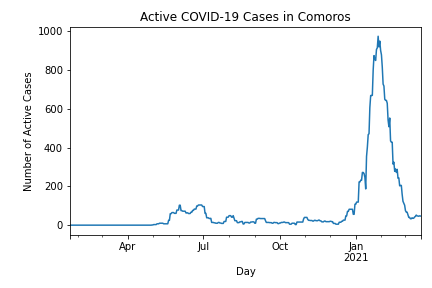 Active COVID-19 Cases in Comoros
Number of Active Cases
1000
800
600
400
200
0
Apr
Jul
Oct
Jan
2021
Day